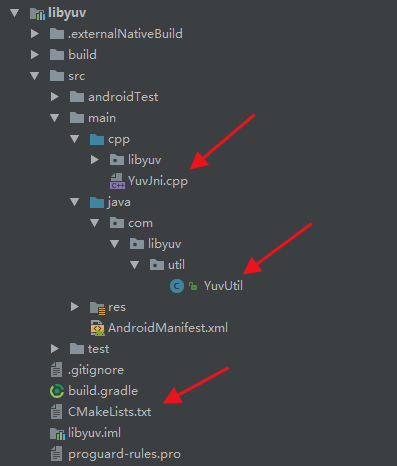 libyuv
.externalNativeBuild
build
src
androidTest
main
cpp
libyuv
YuvJni.cpp
java
com
libyuv
util
YuvUtil
res
AndroidManifest.xml
test
.gitignore
build.gradle
CMakeLists.txt
libyuv.iml
proguard-rules.pro